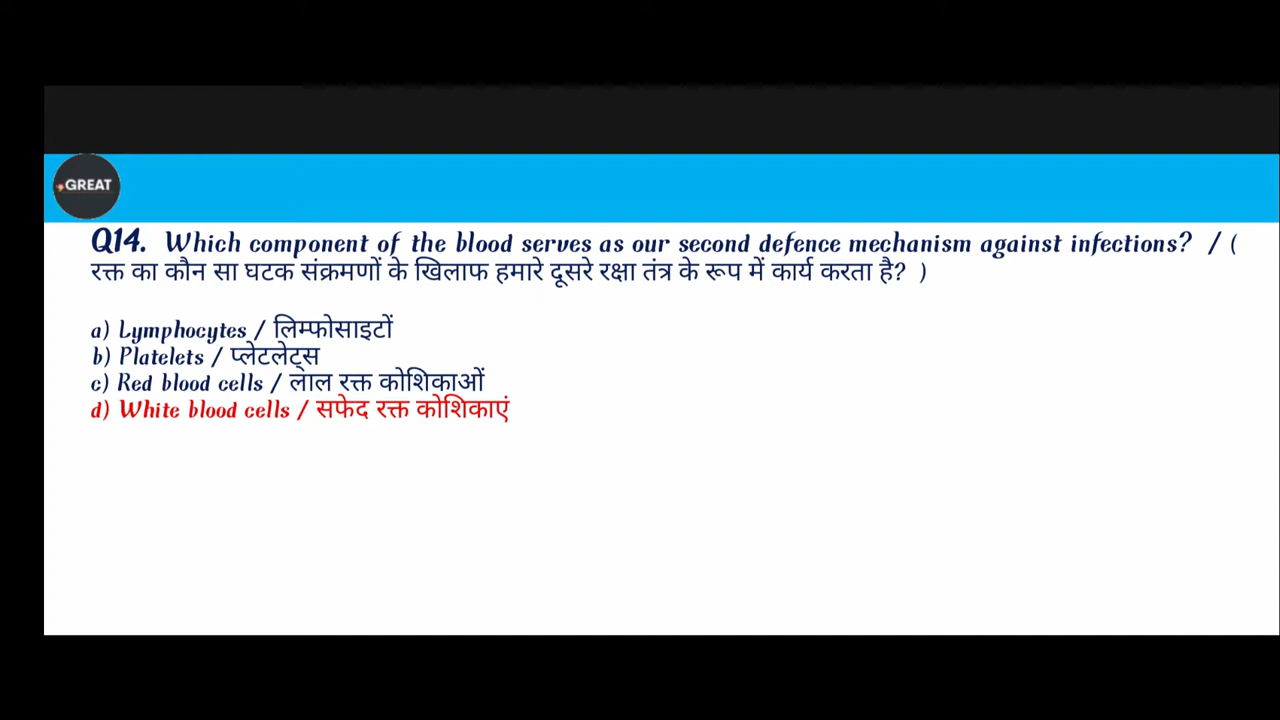 GREAT
Q14. Which component of the blood serves as our second defence mechanism against infections? / (
रक्त का कौन सा घटक संक्रमणों के खिलाफ हमारे दूसरे रक्षा तंत्र के रूप में कार्य करता है? )
a) Lymphocytes / लिम्फोसाइटों
b) Platelets / प्लेटलेट्स
c) Red blood cells / लाल रक्त कोशिकाओं
d) White blood cells / सफेद रक्त कोशिकाएं